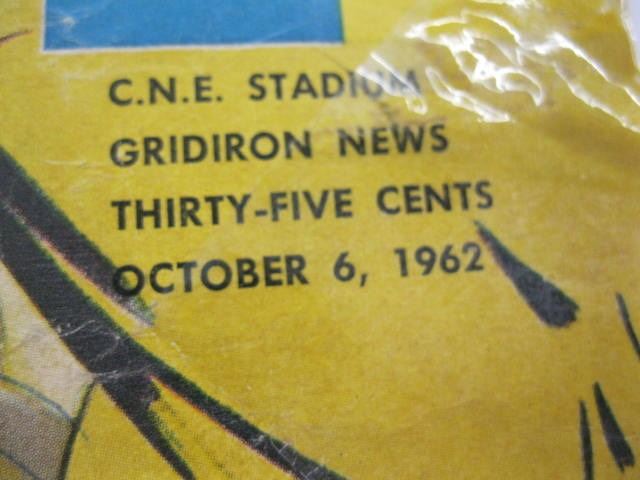 C.N.E. STADIUM
GRIDIRON NEWS
THIRTY-FIVE CENTS
OCTOBER 6, 1962